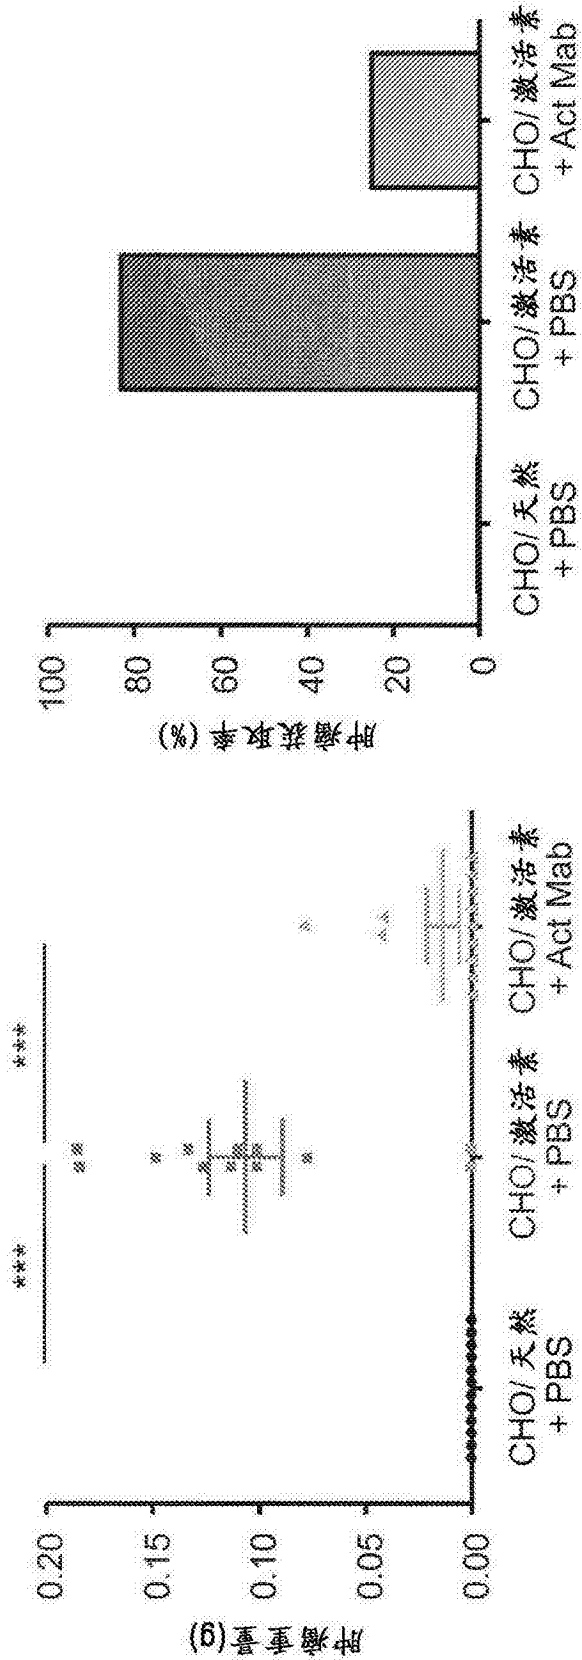 肿瘤重量(g)
0.20
0.15
0.10
0.05
0.00
***
***
CHO/天然
+ PBS
CHO/激活素
+ PBS
CHO/激活素
+ Act Mab
肿瘤获取率(%)
100
80
60
40
20
0
CHO/天然
+ PBS
CHO/激活素
+ PBS
CHO/激活素
+ Act Mab